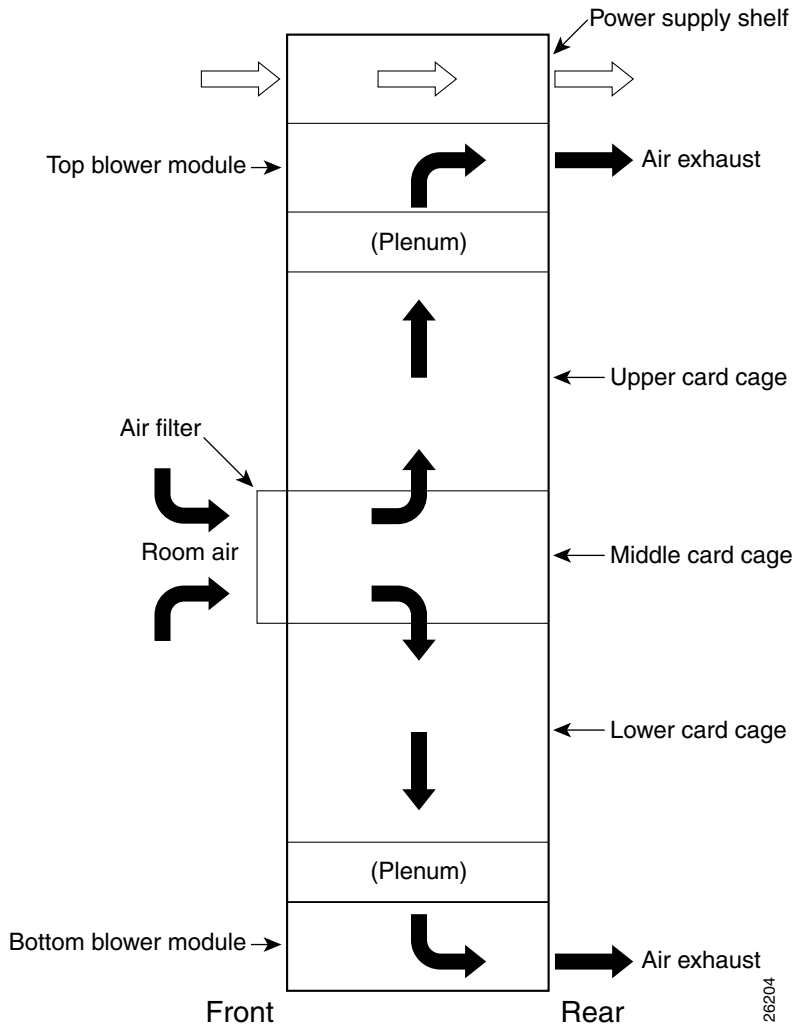 Power supply shelf
Top blower module
Air exhaust
(Plenum)
Upper card cage
Air filter
Room air
Middle card cage
Lower card cage
(Plenum)
Bottom blower module
Air exhaust
26204
Front
Rear